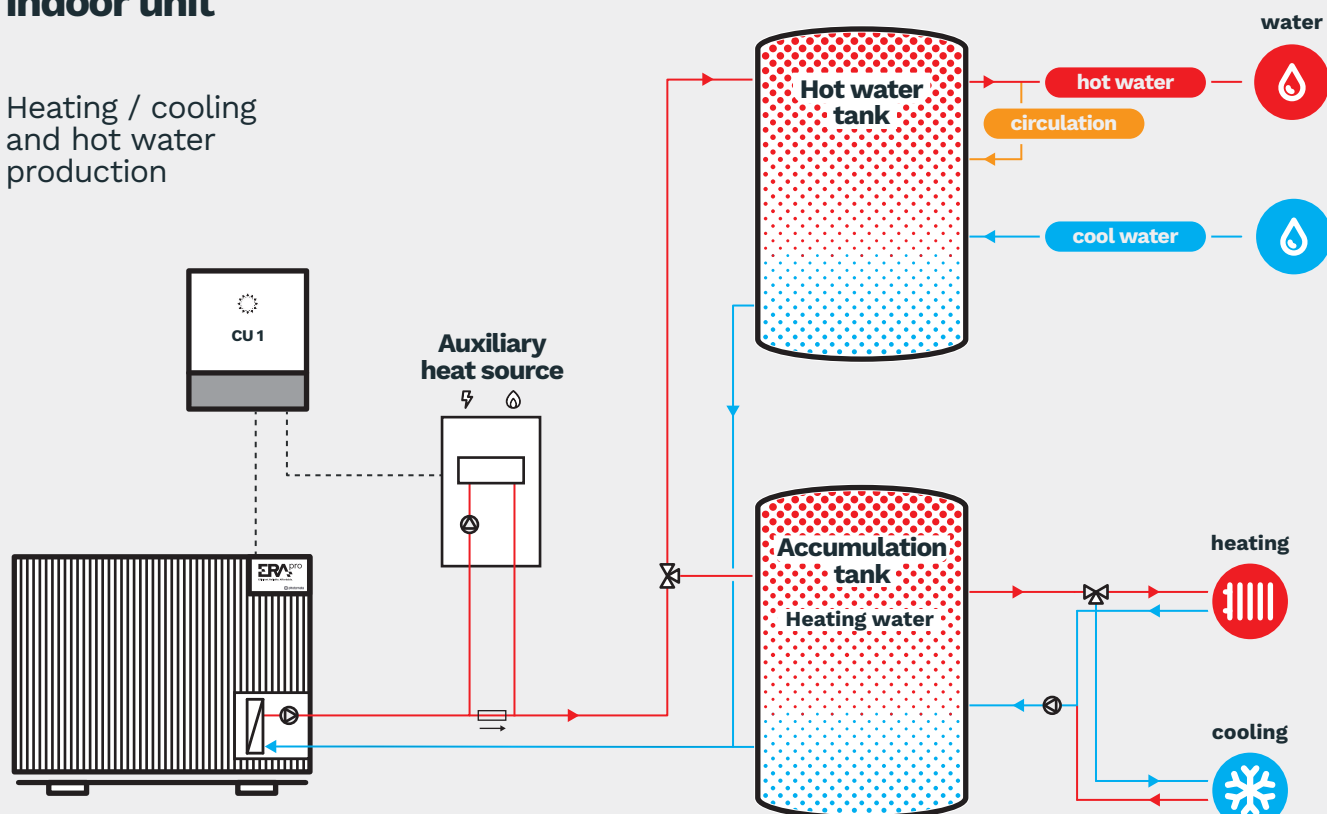 indoor unit
Heating / cooling
and hot water
production
water
Hot water
tank
hot water
circulation
cool water
CU 1
Auxiliary
heat source
ERA pro
Accumulation
tank
Heating water
heating
cooling